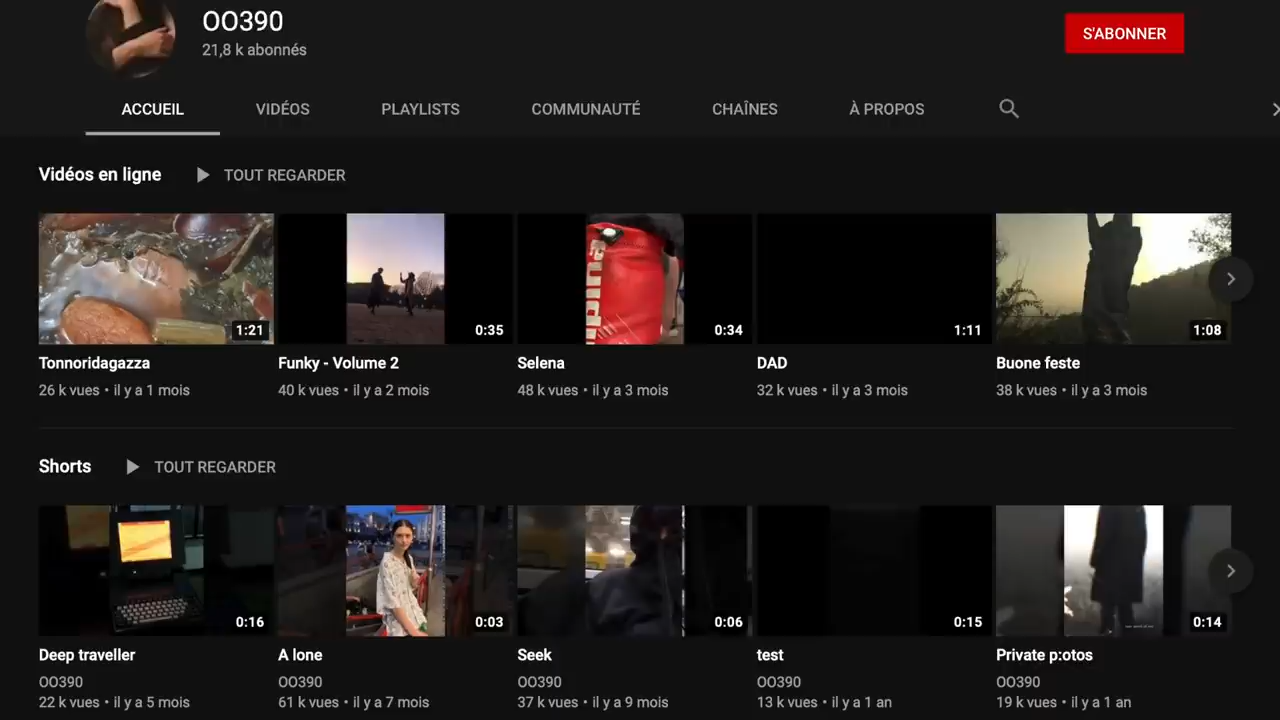 OO390
21,8 k abonnés
S'ABONNER
ACCUEIL VIDÉOS PLAYLISTS COMMUNAUTÉ CHAÎNES À PROPOS
Vidéos en ligne TOUT REGARDER
1:21 0:35 0:34 1:11 1:08
Tonnoridagazza Funky - Volume 2 Selena DAD Buone feste
26 k vues • il y a 1 mois 40 k vues • il y a 2 mois 48 k vues • il y a 3 mois 32 k vues • il y a 3 mois 38 k vues • il y a 3 mois
Shorts TOUT REGARDER
0:16 0:03 0:06 0:15 0:14
Deep traveller A lone Seek test Private p:otos
OO390 OO390 OO390 OO390 OO390
22 k vues • il y a 5 mois 61 k vues • il y a 7 mois 37 k vues • il y a 9 mois 13 k vues • il y a 1 an 19 k vues • il y a 1 an